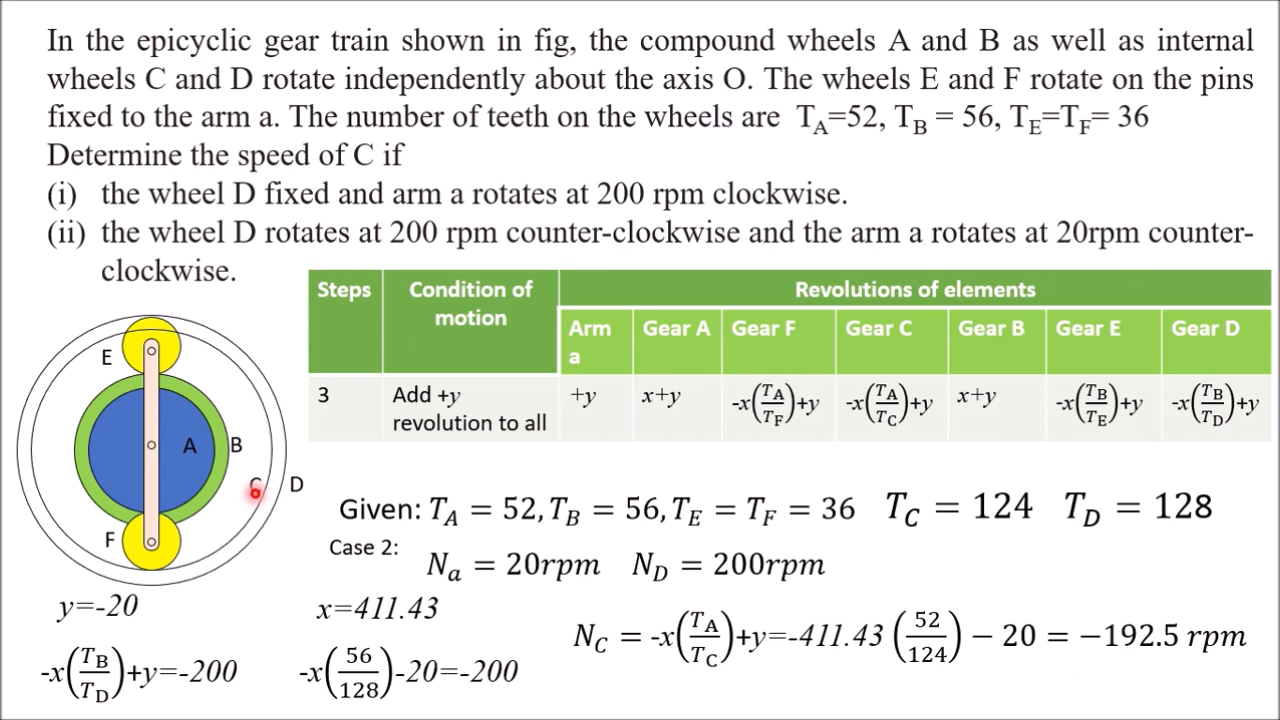 In the epicyclic gear train shown in fig, the compound wheels A and B as well as internal
wheels C and D rotate independently about the axis O. The wheels E and F rotate on the pins
fixed to the arm a. The number of teeth on the wheels are T_A=52, T_B = 56, T_E=T_F= 36
Determine the speed of C if
(i) the wheel D fixed and arm a rotates at 200 rpm clockwise.
(ii) the wheel D rotates at 200 rpm counter-clockwise and the arm a rotates at 20rpm counter-
clockwise.
Steps Condition of motion Revolutions of elements
Arm a Gear A Gear F Gear C Gear B Gear E Gear D
3 Add +y revolution to all +y x+y -x(T_A/T_F)+y -x(T_A/T_C)+y x+y -x(T_B/T_E)+y -x(T_B/T_D)+y
E
A
B
C
D
F
Given: T_A = 52, T_B = 56, T_E = T_F = 36 T_C = 124 T_D = 128
Case 2:
N_a = 20rpm N_D = 200rpm
y=-20
x=411.43
N_C = -x(T_A/T_C)+y=-411.43 (52/124) − 20 = −192.5 rpm
-x(T_B/T_D)+y=-200
-x(56/128)-20=-200